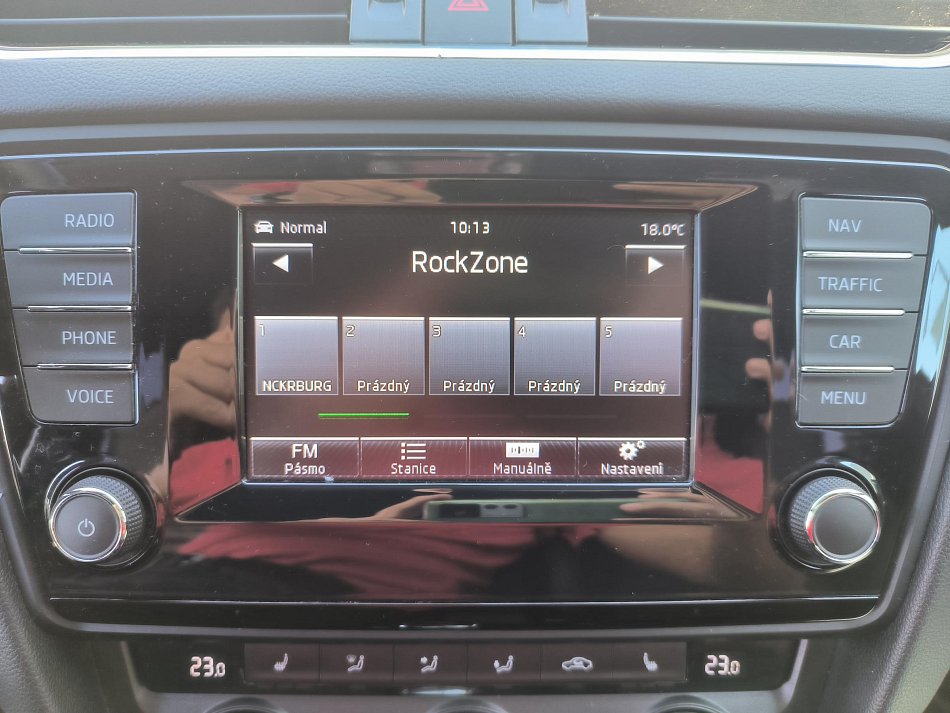 RADIO
MEDIA
PHONE
VOICE
Normal 10:13 18.0°C
RockZone
1 2 3 4 5
NCKRBURG Prázdný Prázdný Prázdný Prázdný
FM
Pásmo Stanice Manuálně Nastavení
NAV
TRAFFIC
CAR
MENU
23.0 23.0